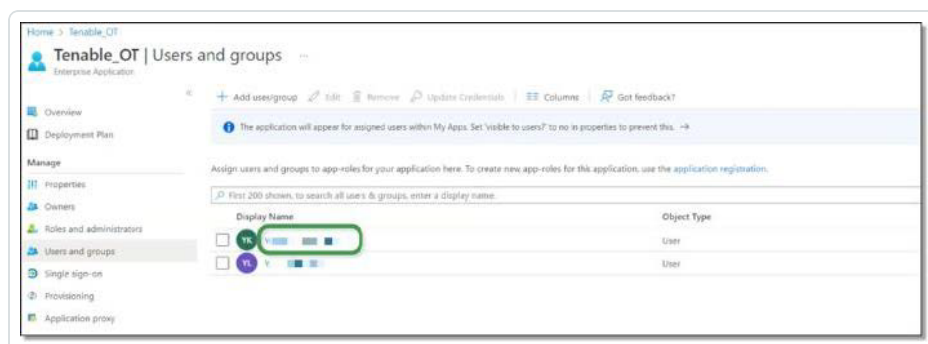 Home > Tenable_OT
Tenable_OT | Users and groups ...
Enterprise Application
«
+ Add user/group Edit Remove Update Credentials Columns Got feedback?
The application will appear for assigned users within My Apps. Set 'visible to users?' to no in properties to prevent this. →
Assign users and groups to app-roles for your application here. To create new app-roles for this application, use the application registration.
First 200 shown, to search all users & groups, enter a display name.
Display Name Object Type
YK Y User
YL Y User
Overview
Deployment Plan
Manage
Properties
Owners
Roles and administrators
Users and groups
Single sign-on
Provisioning
Application proxy